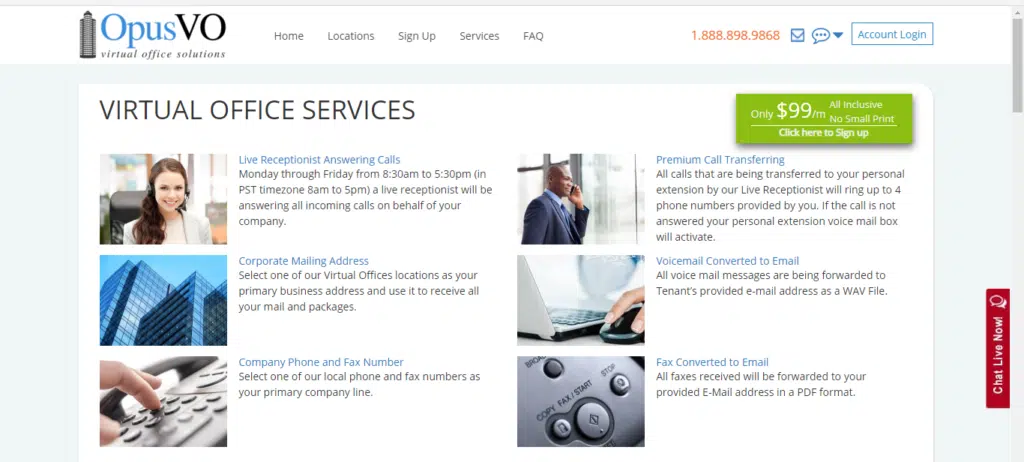 OpusVO
virtual office solutions
Home Locations Sign Up Services FAQ
1.888.898.9868
Account Login
VIRTUAL OFFICE SERVICES
Only $99/m All Inclusive
No Small Print
Click here to Sign up
Live Receptionist Answering Calls
Monday through Friday from 8:30am to 5:30pm (in
PST timezone 8am to 5pm) a live receptionist will be
answering all incoming calls on behalf of your
company.
Premium Call Transferring
All calls that are being transferred to your personal
extension by our Live Receptionist will ring up to 4
phone numbers provided by you. If the call is not
answered your personal extension voice mail box
will activate.
Corporate Mailing Address
Select one of our Virtual Offices locations as your
primary business address and use it to receive all
your mail and packages.
Voicemail Converted to Email
All voice mail messages are being forwarded to
Tenant's provided e-mail address as a WAV File.
Chat Live Now!
Company Phone and Fax Number
Select one of our local phone and fax numbers as
your primary company line.
BROAD
STOP
COPY FAX/START
Fax Converted to Email
All faxes received will be forwarded to your
provided E-Mail address in a PDF format.